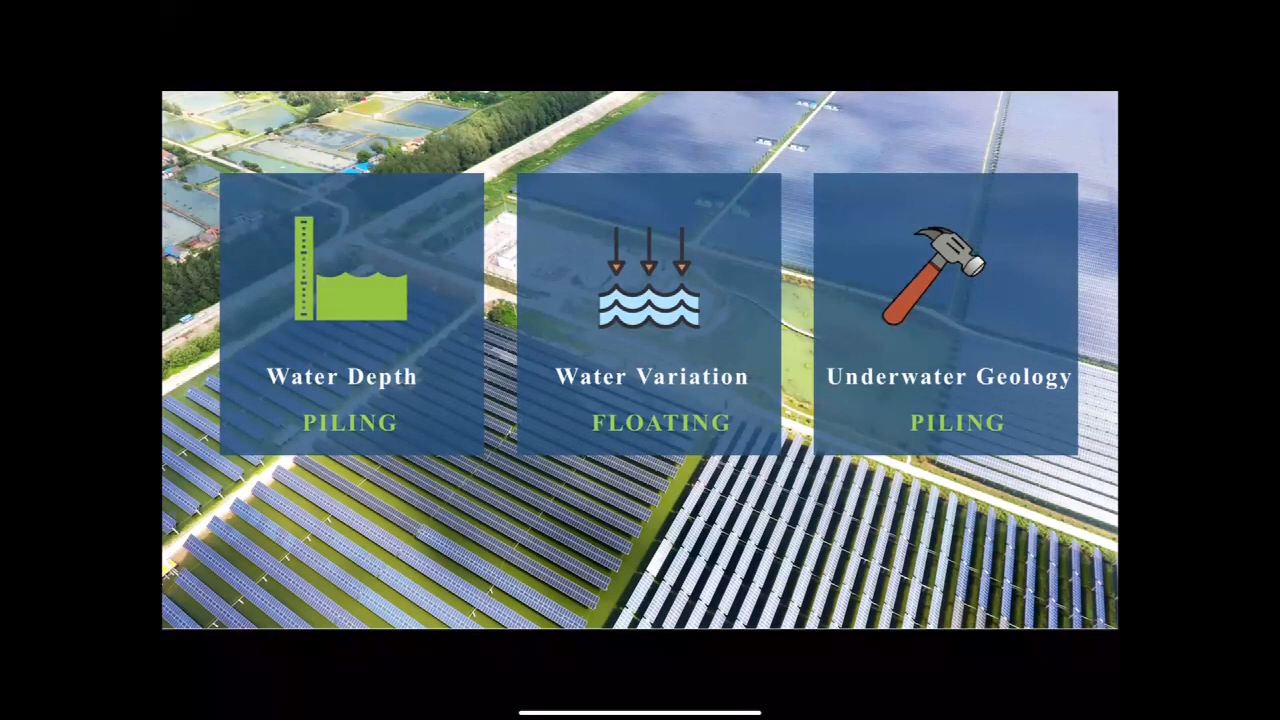 Water Depth
PILING
Water Variation
FLOATING
Underwater Geology
PILING